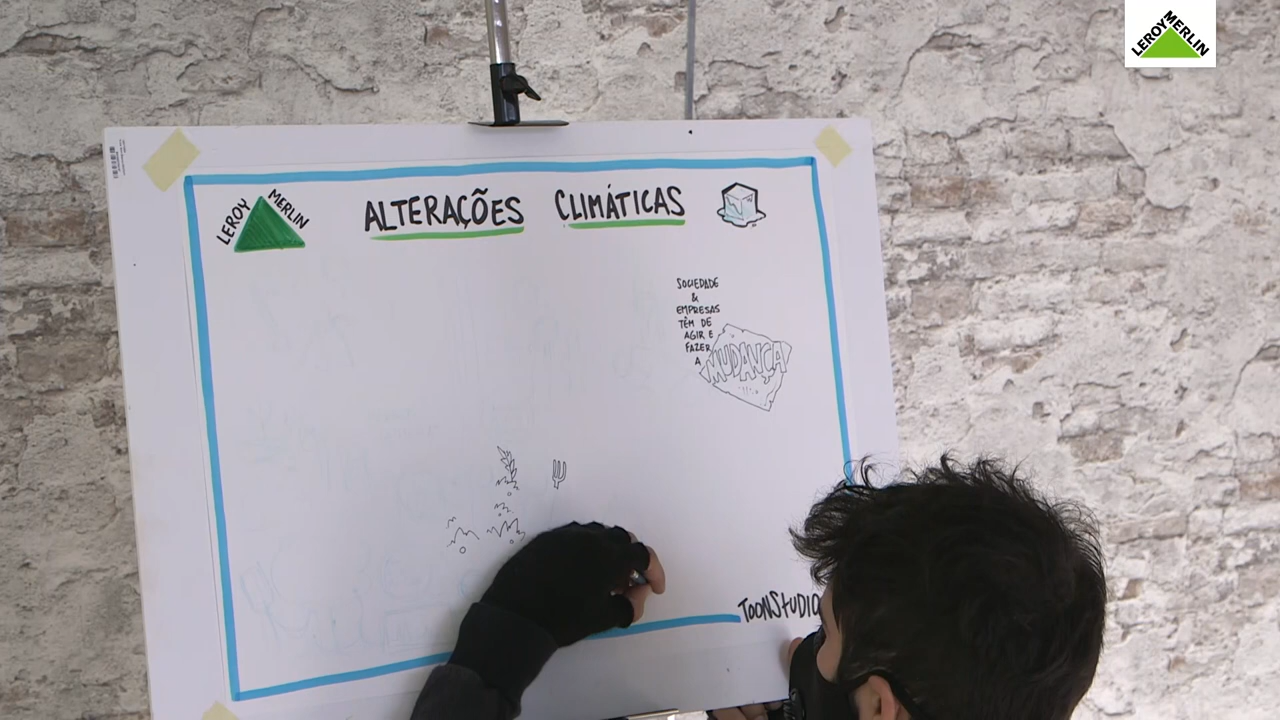 LEROY MERLIN
LEROY MERLIN
ALTERAÇÕES CLIMÁTICAS
SOCIEDADE
&
EMPRESAS
TÊM DE
AGIR E
FAZER
A MUDANÇA
TOONSTUDIO